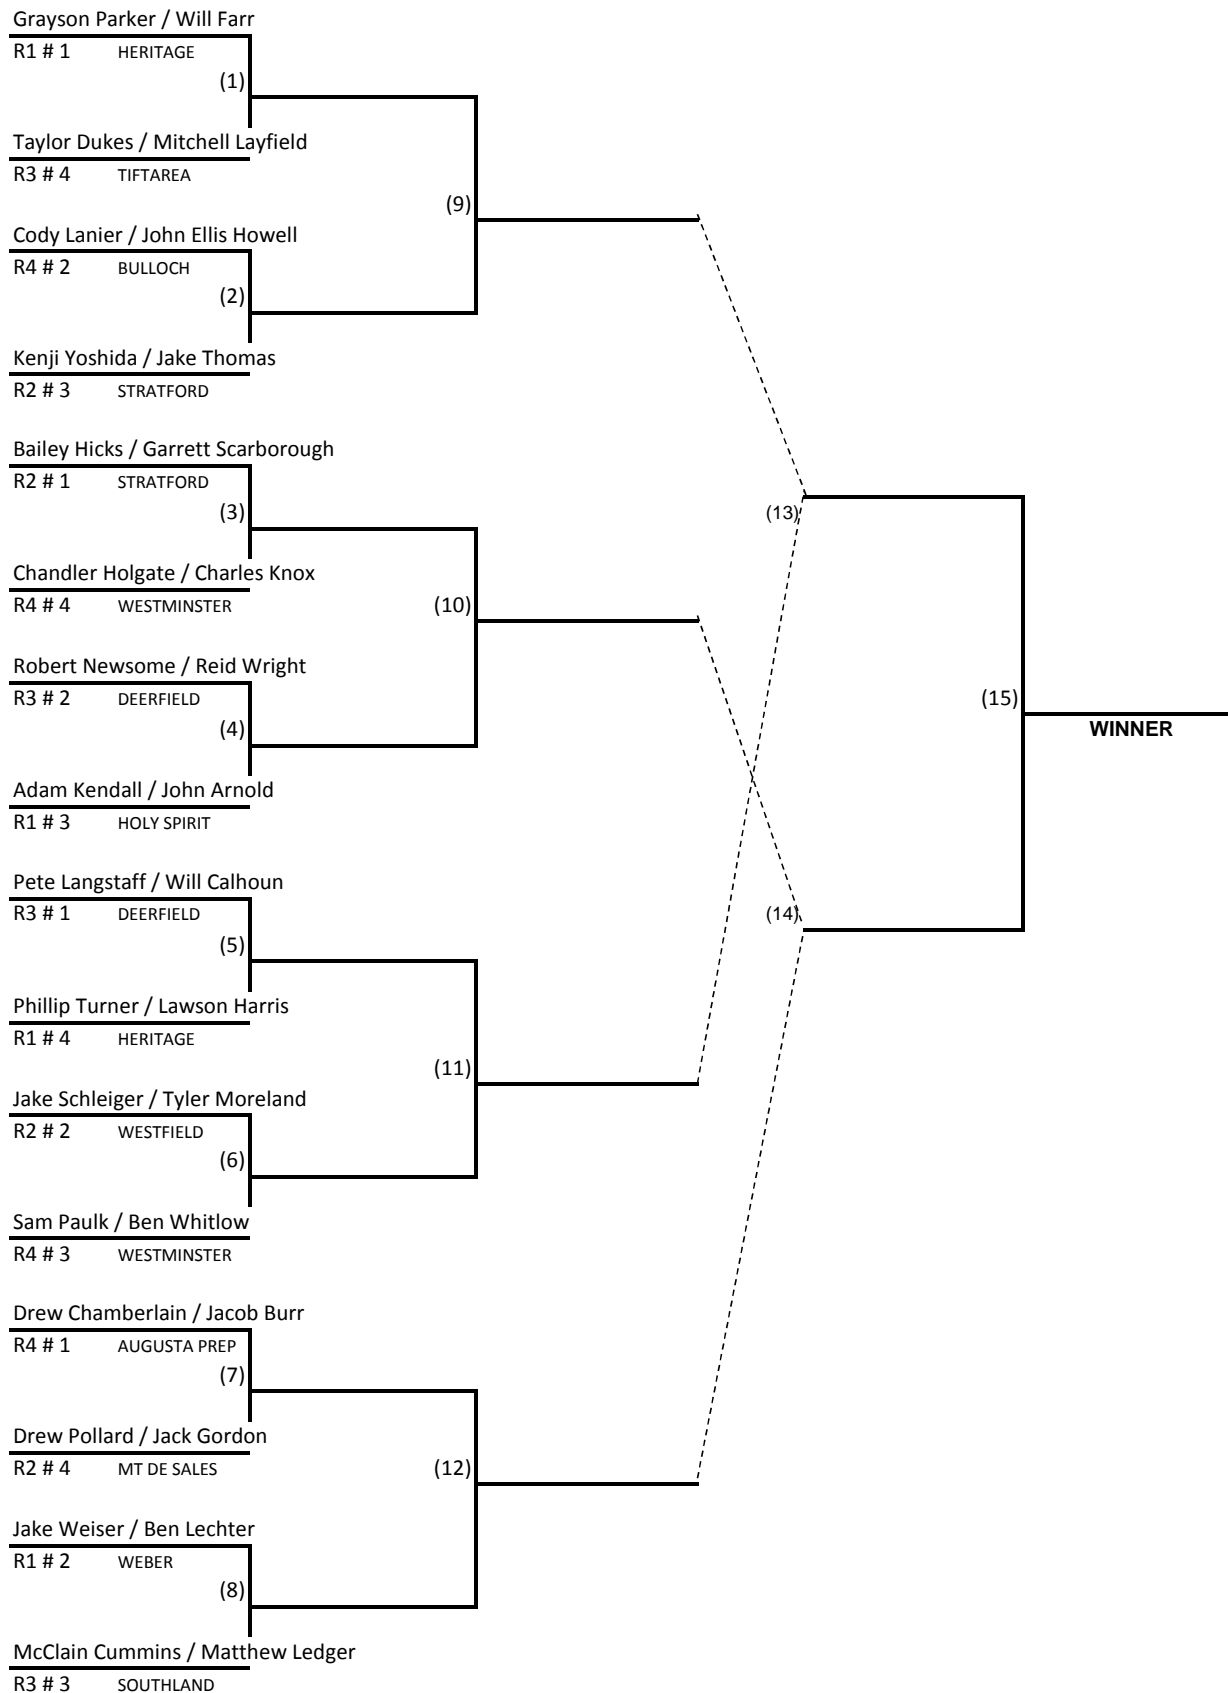 Grayson Parker / Will Farr
R1 # 1 HERITAGE
(1)
Taylor Dukes / Mitchell Layfield
R3 # 4 TIFTAREA
(9)
Cody Lanier / John Ellis Howell
R4 # 2 BULLOCH
(2)
Kenji Yoshida / Jake Thomas
R2 # 3 STRATFORD
Bailey Hicks / Garrett Scarborough
R2 # 1 STRATFORD
(3)
(13)
Chandler Holgate / Charles Knox
R4 # 4 WESTMINSTER
(10)
Robert Newsome / Reid Wright
R3 # 2 DEERFIELD
(15)
(4)
WINNER
Adam Kendall / John Arnold
R1 # 3 HOLY SPIRIT
Pete Langstaff / Will Calhoun
R3 # 1 DEERFIELD
(14)
(5)
Phillip Turner / Lawson Harris
R1 # 4 HERITAGE
(11)
Jake Schleiger / Tyler Moreland
R2 # 2 WESTFIELD
(6)
Sam Paulk / Ben Whitlow
R4 # 3 WESTMINSTER
Drew Chamberlain / Jacob Burr
R4 # 1 AUGUSTA PREP
(7)
Drew Pollard / Jack Gordon
R2 # 4 MT DE SALES
(12)
Jake Weiser / Ben Lechter
R1 # 2 WEBER
(8)
McClain Cummins / Matthew Ledger
R3 # 3 SOUTHLAND